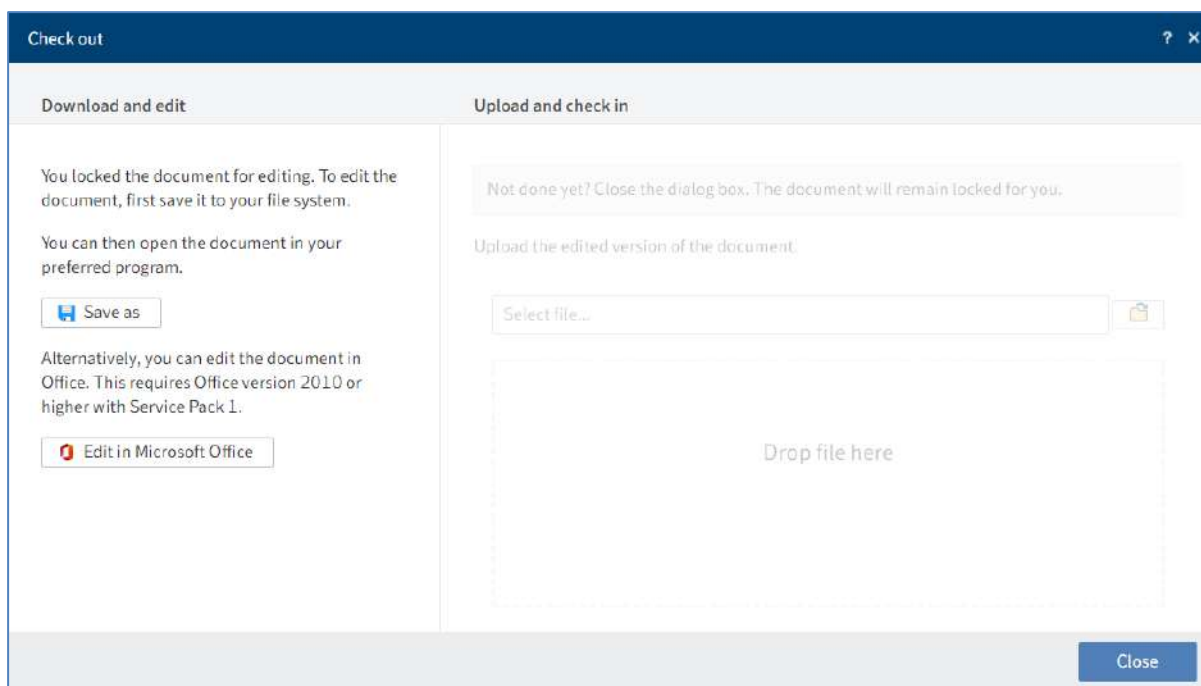 Check out
? ×
Download and edit
Upload and check in
You locked the document for editing. To edit the
document, first save it to your file system.
You can then open the document in your
preferred program.
Save as
Alternatively, you can edit the document in
Office. This requires Office version 2010 or
higher with Service Pack 1.
Edit in Microsoft Office
Not done yet? Close the dialog box. The document will remain locked for you.
Upload the edited version of the document.
Select file...
Drop file here
Close